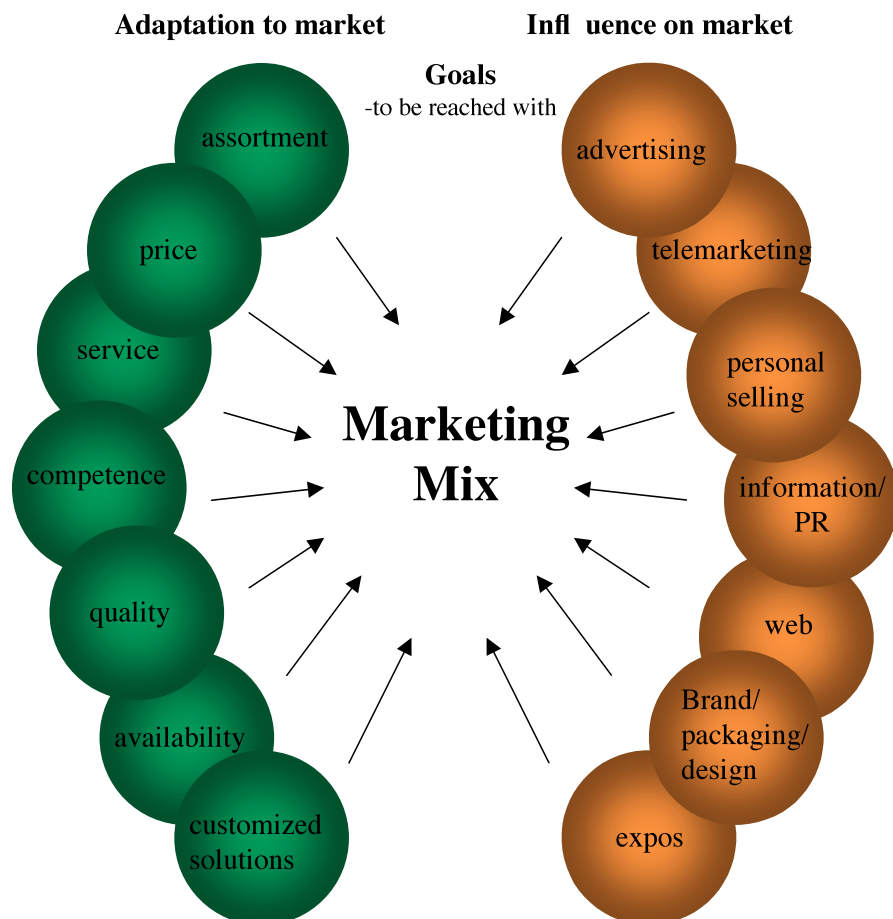 Adaptation to market
Infl uence on market
Goals
-to be reached with
assortment
price
service
competence
quality
availability
customized
solutions
Marketing
Mix
advertising
telemarketing
personal
selling
information/
PR
web
Brand/
packaging/
design
expos